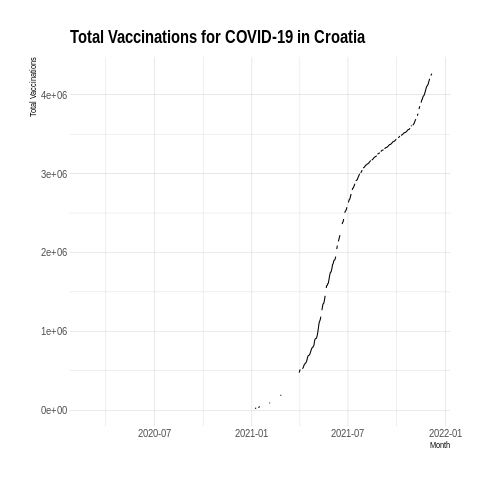 Total Vaccinations for COVID-19 in Croatia
Total Vaccinations
4e+06
3e+06
2e+06
1e+06
0e+00
2020-07
2021-01
2021-07
2022-01
Month